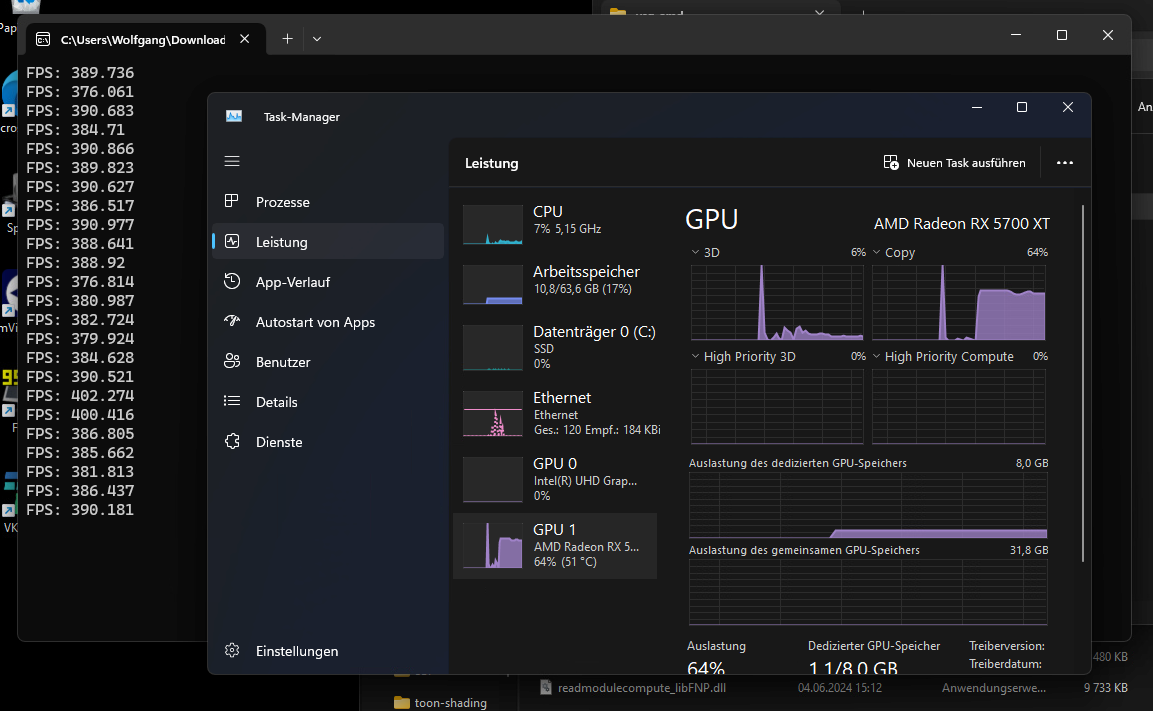 Pap
C:\Users\Wolfgang\Download
FPS: 389.736
FPS: 376.061
FPS: 390.683
FPS: 384.71
FPS: 390.866
FPS: 389.823
FPS: 390.627
FPS: 386.517
FPS: 390.977
FPS: 388.641
FPS: 388.92
FPS: 376.814
FPS: 380.987
FPS: 382.724
FPS: 379.924
FPS: 384.628
FPS: 390.521
FPS: 402.274
FPS: 400.416
FPS: 386.805
FPS: 385.662
FPS: 381.813
FPS: 386.437
FPS: 390.181
cro
Sp
mVi
F
VK
An
Task-Manager
Prozesse
Leistung
App-Verlauf
Autostart von Apps
Benutzer
Details
Dienste
Einstellungen
Leistung
Neuen Task ausführen
CPU
7% 5,15 GHz
Arbeitsspeicher
10,8/63,6 GB (17%)
Datenträger 0 (C:)
SSD
0%
Ethernet
Ethernet
Ges.: 120 Empf.: 184 KBi
GPU 0
Intel(R) UHD Grap...
0%
GPU 1
AMD Radeon RX 5...
64% (51 °C)
GPU AMD Radeon RX 5700 XT
3D 6% Copy 64%
High Priority 3D 0% High Priority Compute 0%
Auslastung des dedizierten GPU-Speichers 8,0 GB
Auslastung des gemeinsamen GPU-Speichers 31,8 GB
Auslastung Dedizierter GPU-Speicher Treiberversion:
64% 1,1/8,0 GB Treiberdatum:
480 KB
readmodulecompute_libFNP.dll 04.06.2024 15:12 Anwendungserwe... 9 733 KB
toon-shading